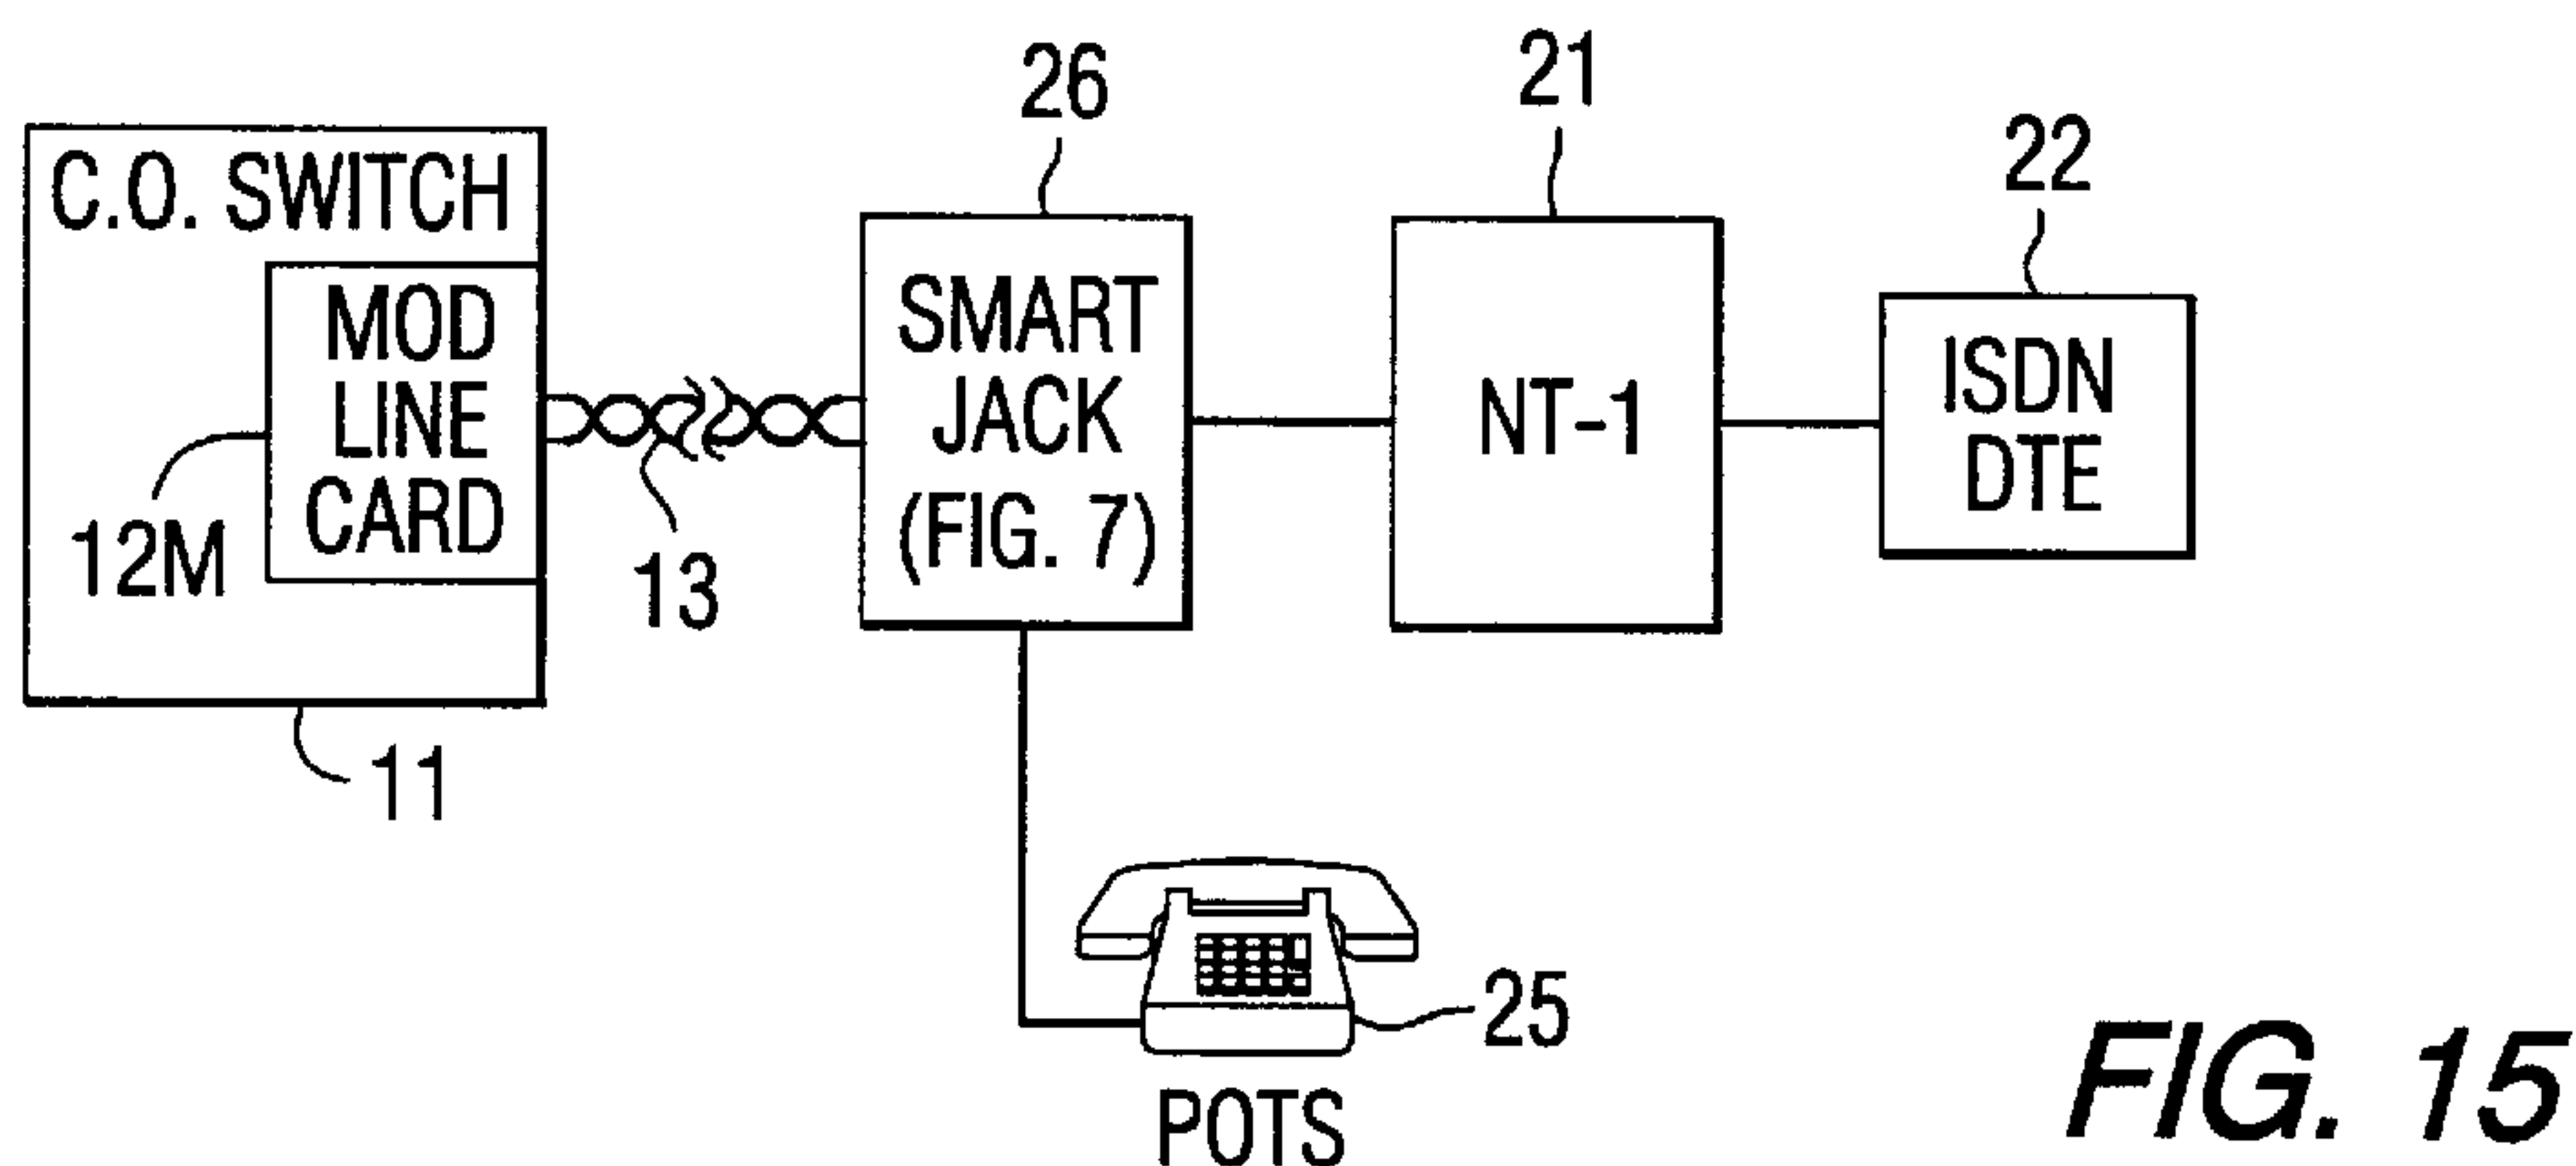 26
21
22
C.O. SWITCH
MOD
LINE
CARD
12M
13
11
SMART
JACK
(FIG. 7)
NT-1
ISDN
DTE
25
POTS
FIG. 15